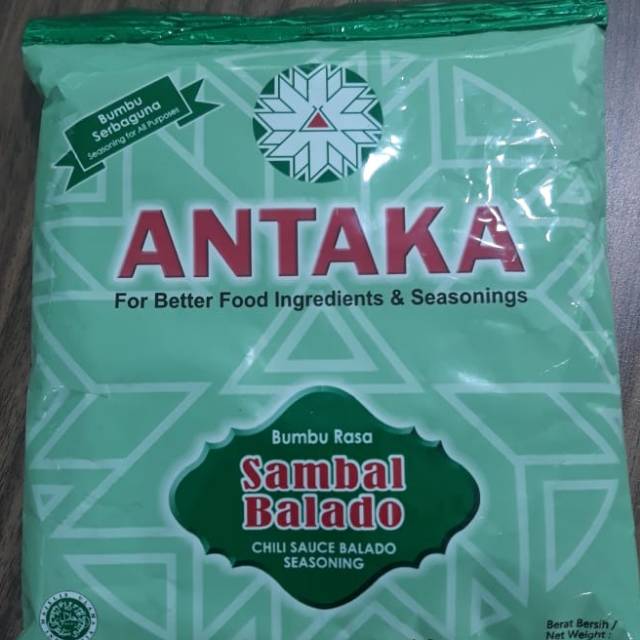 Bumbu
Serbaguna
Seasoning for All Purposes
ANTAKA
For Better Food Ingredients & Seasonings
Bumbu Rasa
Sambal
Balado
CHILI SAUCE BALADO
SEASONING
Berat Bersih /
Net Weight :